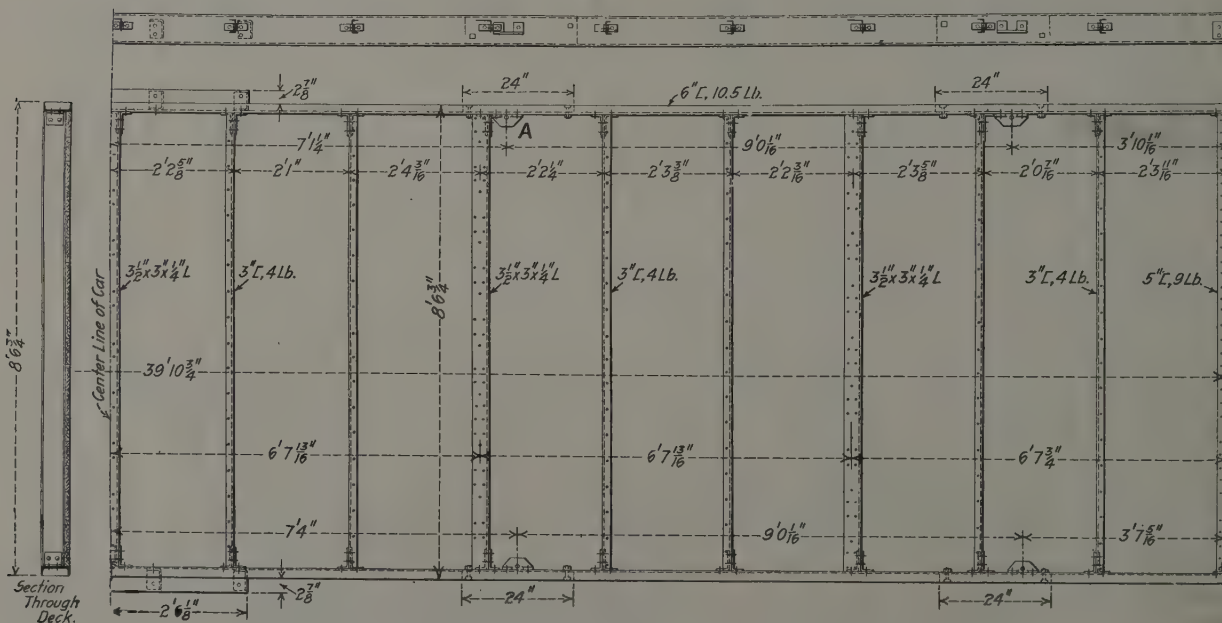 2 7/8"
24"
6"[, 10.5 Lb.
24"
A
7' 1 1/4"
9' 0 1/16"
3' 10 1/16"
2' 2 5/8"
2' 1"
2' 4 3/16"
2' 2 1/4"
2' 3 3/8"
2' 2 3/16"
2' 3 5/8"
2' 0 7/16"
2' 3 11/16"
3 1/2"x3"x1/4" L
3"[, 4 Lb.
3 1/2"x3"x1/4" L
3"[, 4 Lb.
3 1/2"x3"x1/4" L
3"[, 4 Lb.
5"[, 9 Lb.
8' 6 3/4"
8' 6 3/4"
Center Line of Car
39' 10 3/4"
6' 7 13/16"
6' 7 13/16"
6' 7 3/4"
7' 4"
9' 0 1/16"
3' 7 5/16"
Section
Through
Deck.
2' 6 1/8"
2 7/8"
24"
24"